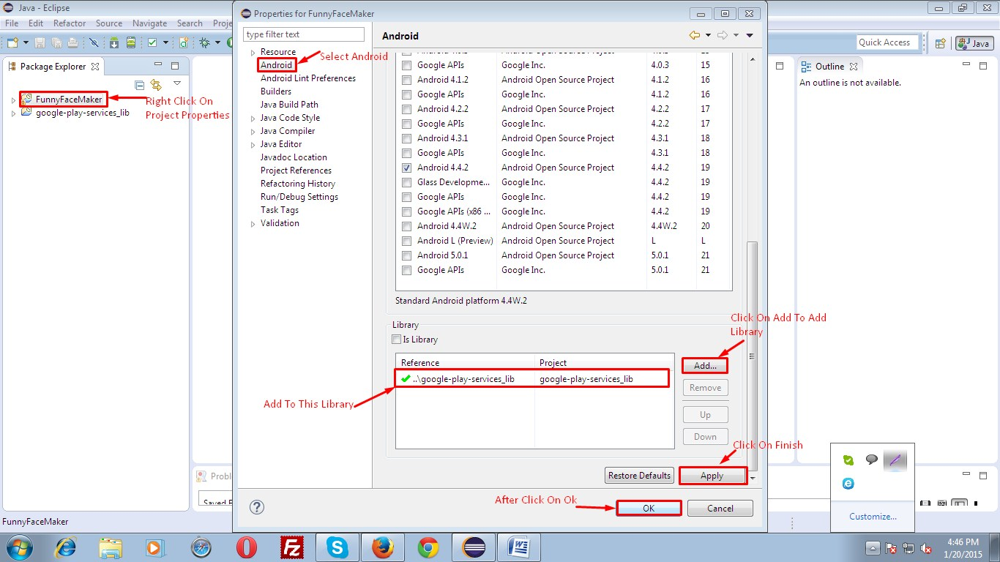 Java - Eclipse
File Edit Refactor Source Navigate Search Proje
Quick Access
Java
Package Explorer
FunnyFaceMaker
google-play-services_lib
Right Click On
Project Properties
Properties for FunnyFaceMaker
type filter text
Resource
Android
Android Lint Preferences
Builders
Java Build Path
Java Code Style
Java Compiler
Java Editor
Javadoc Location
Project References
Refactoring History
Run/Debug Settings
Task Tags
Validation
Select Android
Android
Google APIs Google Inc. 4.0.3 15
Android 4.1.2 Android Open Source Project 4.1.2 16
Google APIs Google Inc. 4.1.2 16
Android 4.2.2 Android Open Source Project 4.2.2 17
Google APIs Google Inc. 4.2.2 17
Android 4.3.1 Android Open Source Project 4.3.1 18
Google APIs Google Inc. 4.3.1 18
Android 4.4.2 Android Open Source Project 4.4.2 19
Glass Developme... Google Inc. 4.4.2 19
Google APIs Google Inc. 4.4.2 19
Google APIs (x86 ... Google Inc. 4.4.2 19
Android 4.4W.2 Android Open Source Project 4.4W.2 20
Android L (Preview) Android Open Source Project L L
Android 5.0.1 Android Open Source Project 5.0.1 21
Google APIs Google Inc. 5.0.1 21
Standard Android platform 4.4W.2
Library
Is Library
Reference Project
..\google-play-services_lib google-play-services_lib
Add To This Library
Click On Add To Add
Library
Add...
Remove
Up
Down
Click On Finish
Restore Defaults Apply
After Click On Ok
OK Cancel
Outline
An outline is not available.
Probl
Saved
FunnyFaceMaker
Customize...
4:46 PM
1/20/2015